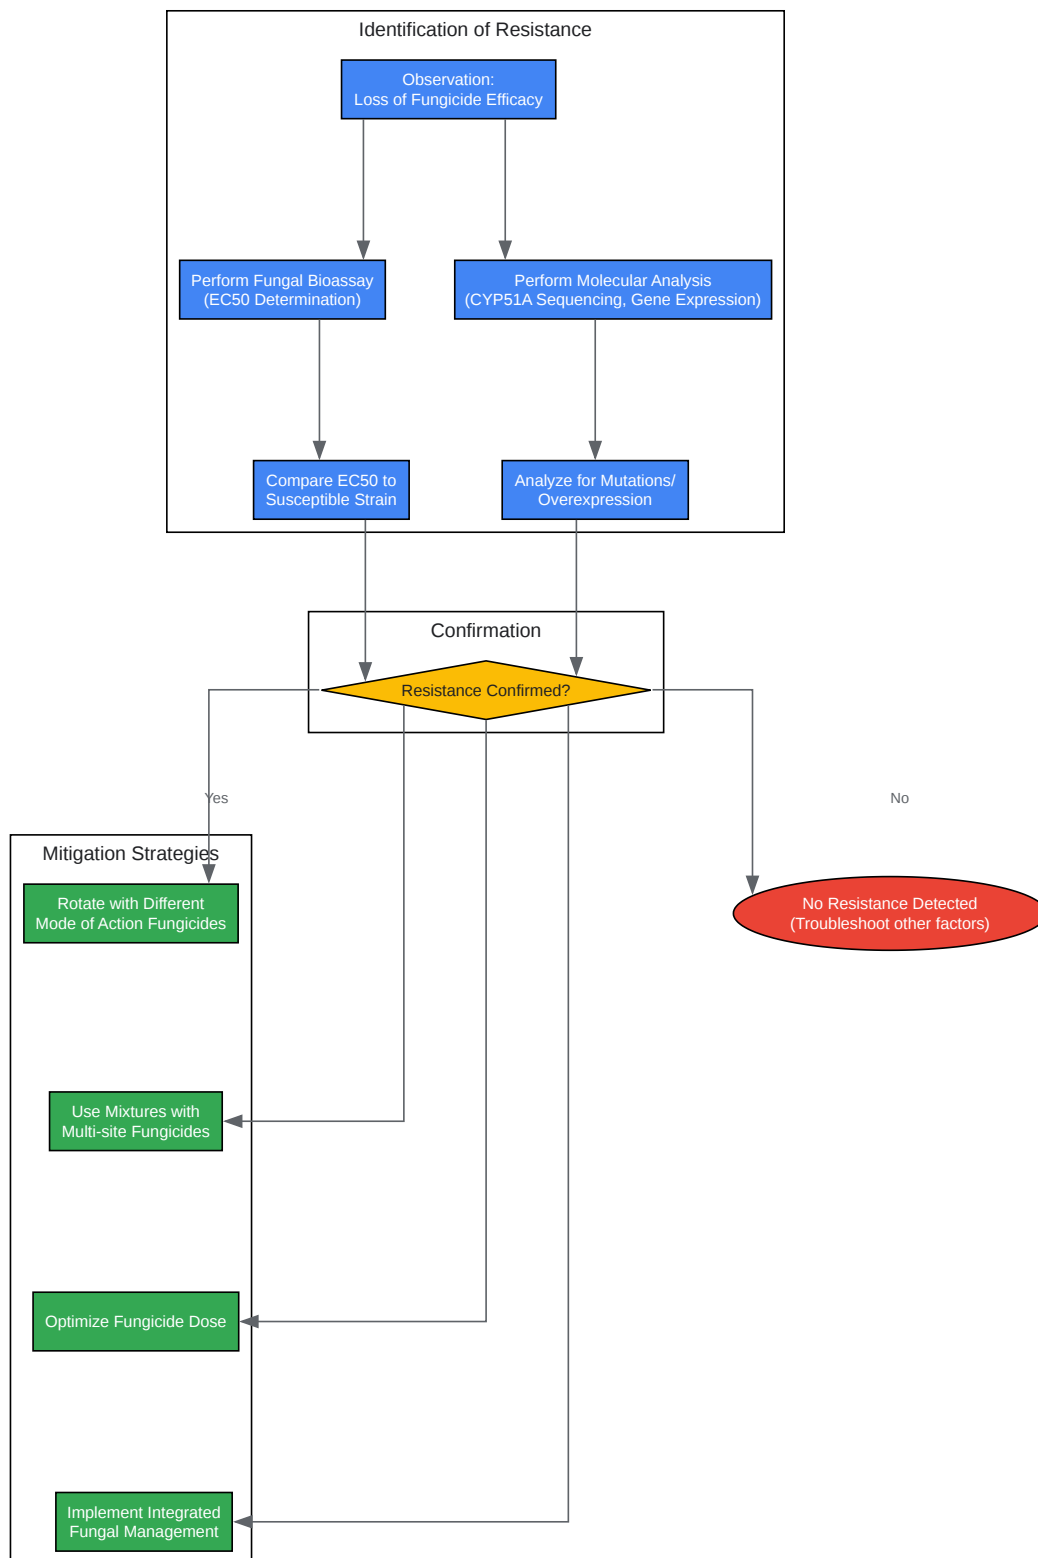 Identification of Resistance
Observation:
Loss of Fungicide Efficacy
Perform Fungal Bioassay
(EC50 Determination)
Perform Molecular Analysis
(CYP51A Sequencing, Gene Expression)
Compare EC50 to
Susceptible Strain
Analyze for Mutations/
Overexpression
Confirmation
Resistance Confirmed?
Yes
No
Mitigation Strategies
Rotate with Different
Mode of Action Fungicides
No Resistance Detected
(Troubleshoot other factors)
Use Mixtures with
Multi-site Fungicides
Optimize Fungicide Dose
Implement Integrated
Fungal Management